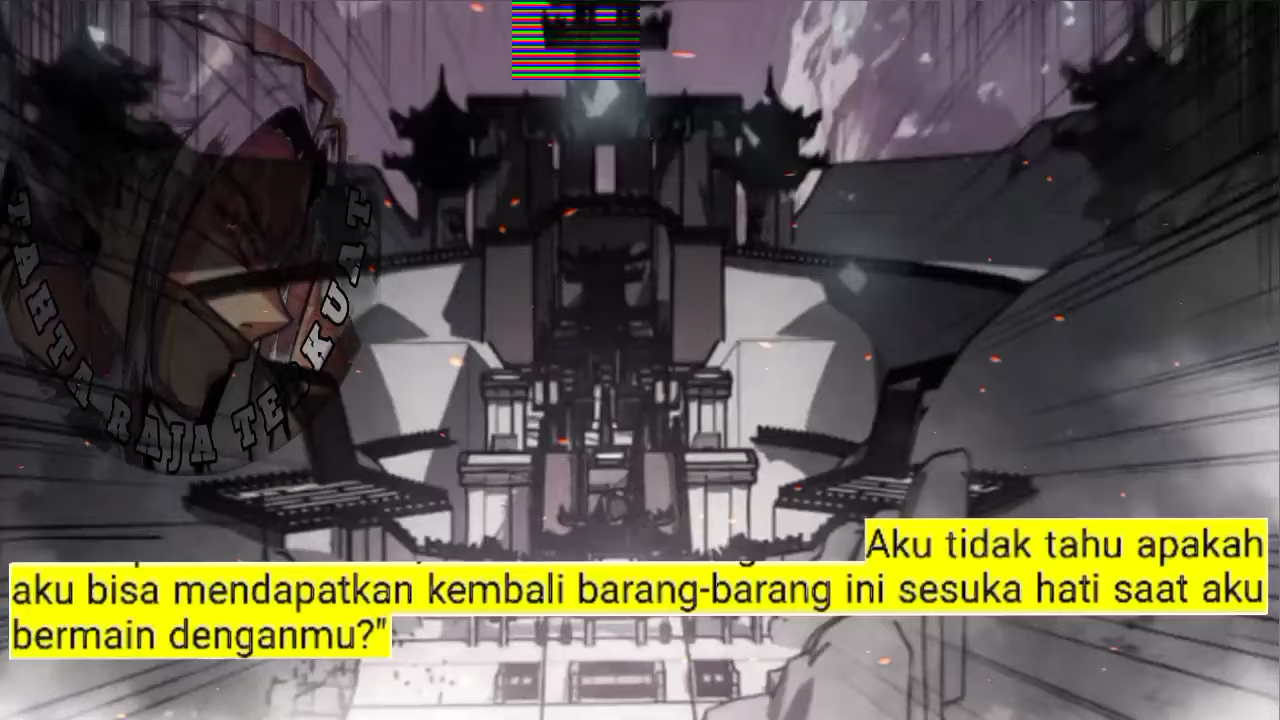 TAHTA RAJA TERKUAT
Aku tidak tahu apakah
aku bisa mendapatkan kembali barang-barang ini sesuka hati saat aku
bermain denganmu?"